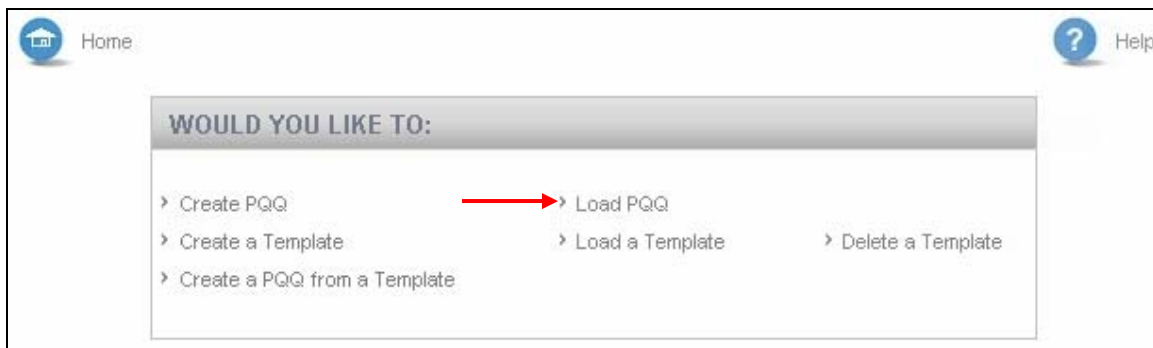 Home
? Help
WOULD YOU LIKE TO:
› Create PQQ
› Load PQQ
› Create a Template
› Load a Template
› Delete a Template
› Create a PQQ from a Template